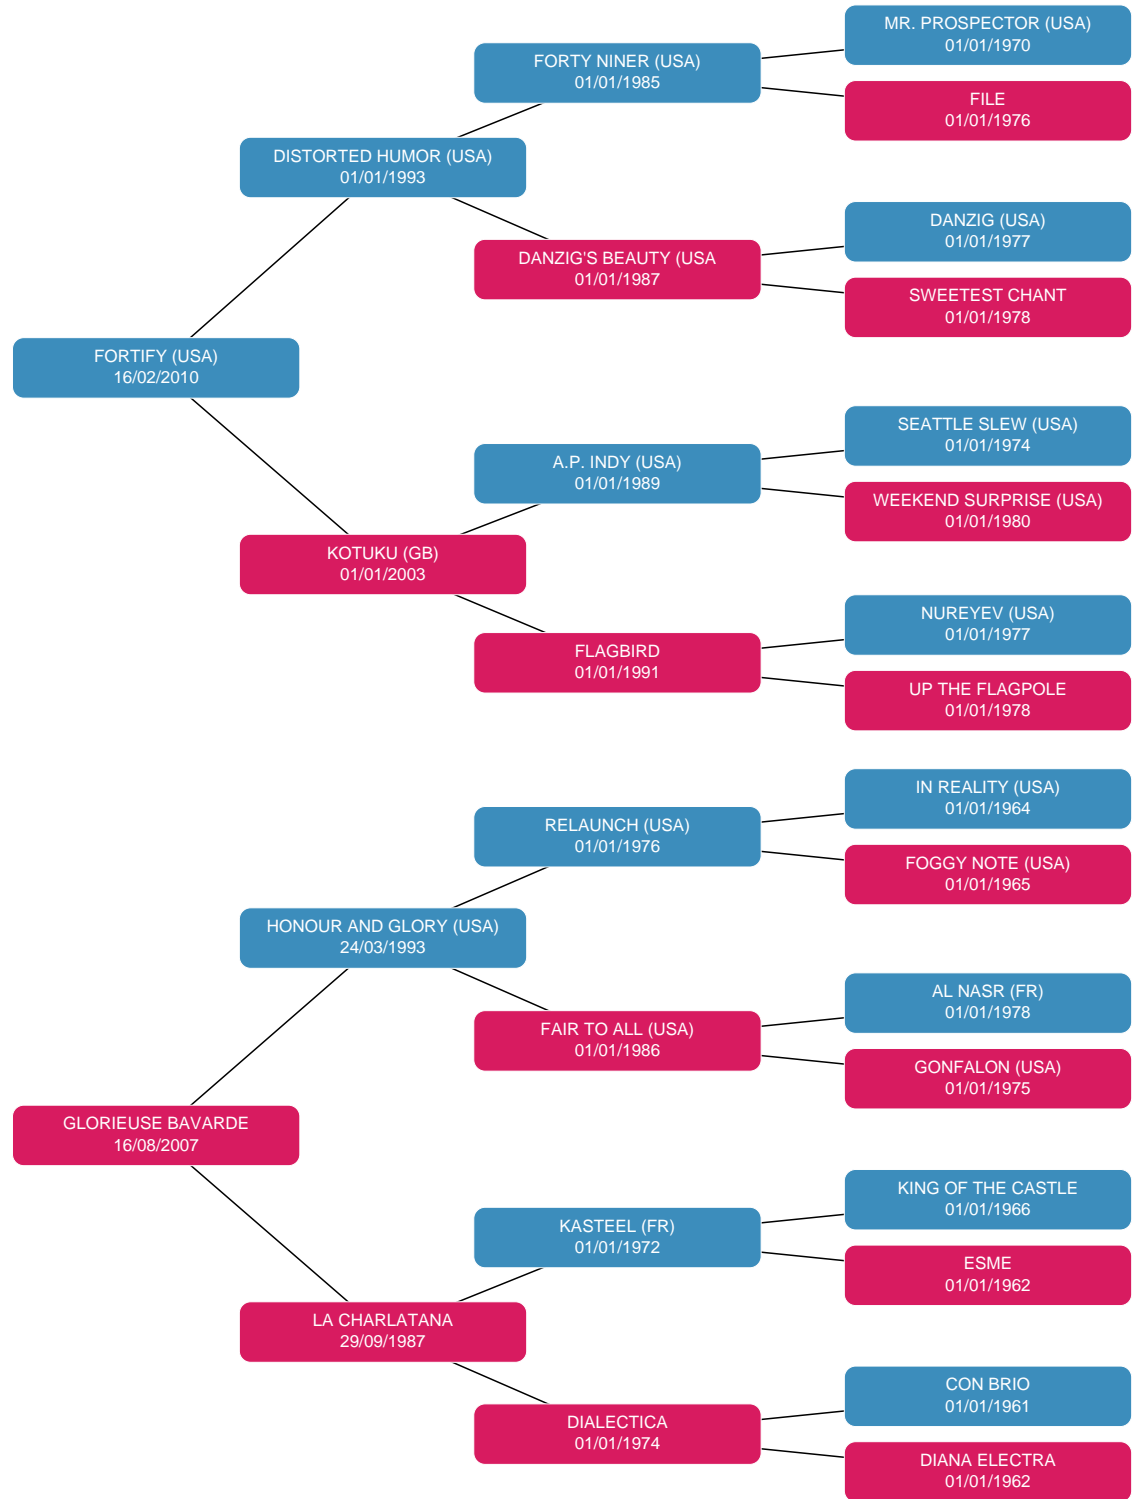 MR. PROSPECTOR (USA)
01/01/1970
FORTY NINER (USA)
01/01/1985
FILE
01/01/1976
DISTORTED HUMOR (USA)
01/01/1993
DANZIG (USA)
01/01/1977
DANZIG'S BEAUTY (USA
01/01/1987
SWEETEST CHANT
01/01/1978
FORTIFY (USA)
16/02/2010
SEATTLE SLEW (USA)
01/01/1974
A.P. INDY (USA)
01/01/1989
WEEKEND SURPRISE (USA)
01/01/1980
KOTUKU (GB)
01/01/2003
NUREYEV (USA)
01/01/1977
FLAGBIRD
01/01/1991
UP THE FLAGPOLE
01/01/1978
IN REALITY (USA)
01/01/1964
RELAUNCH (USA)
01/01/1976
FOGGY NOTE (USA)
01/01/1965
HONOUR AND GLORY (USA)
24/03/1993
AL NASR (FR)
01/01/1978
FAIR TO ALL (USA)
01/01/1986
GONFALON (USA)
01/01/1975
GLORIEUSE BAVARDE
16/08/2007
KING OF THE CASTLE
01/01/1966
KASTEEL (FR)
01/01/1972
ESME
01/01/1962
LA CHARLATANA
29/09/1987
CON BRIO
01/01/1961
DIALECTICA
01/01/1974
DIANA ELECTRA
01/01/1962